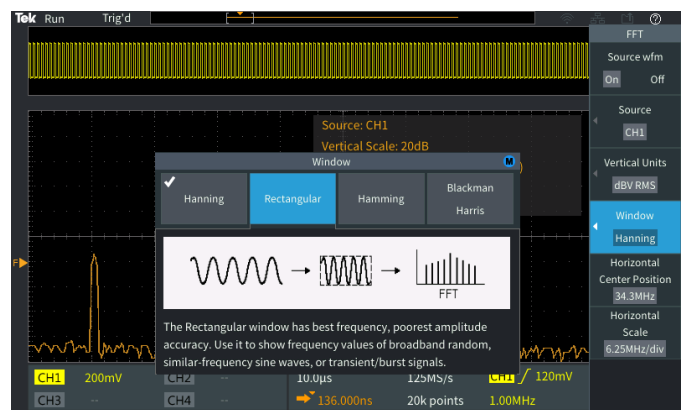 Tek Run Trig'd
FFT
Source wfm
On Off
Source
CH1
Vertical Units
dBV RMS
Window
Hanning
Horizontal
Center Position
34.3MHz
Horizontal
Scale
6.25MHz/div
Source: CH1
Vertical Scale: 20dB
Window
M
Hanning
Rectangular
Hamming
Blackman
Harris
FFT
The Rectangular window has best frequency, poorest amplitude
accuracy. Use it to show frequency values of broadband random,
similar-frequency sine waves, or transient/burst signals.
F
CH1 200mV CH2 -- 10.0µs 125MS/s CH1 120mV
CH3 -- CH4 -- 136.000ns 20k points 1.00MHz